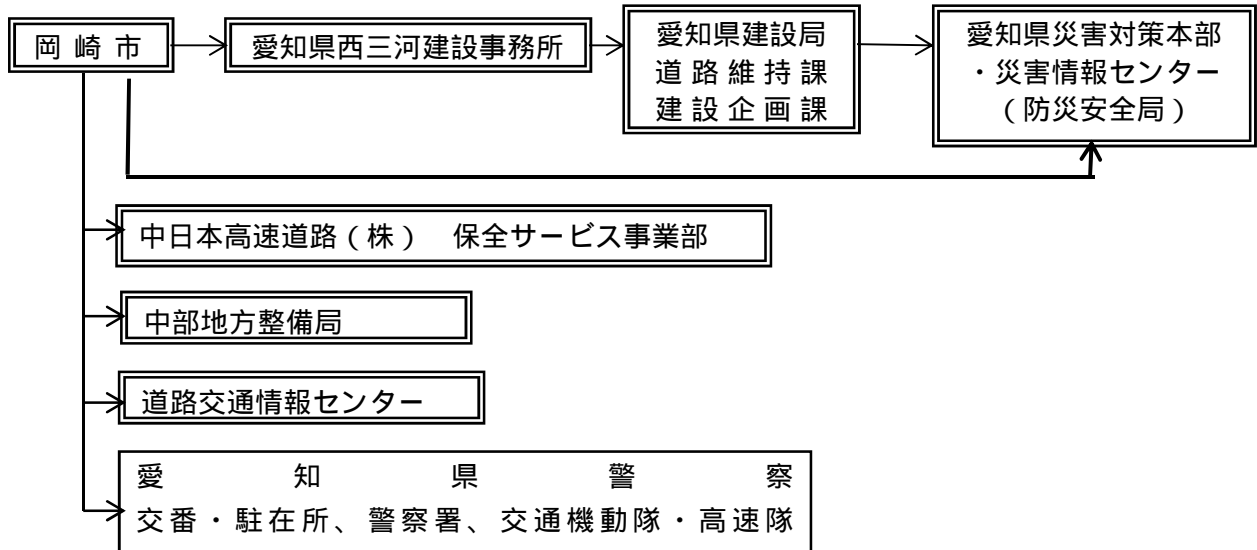 岡崎市
愛知県西三河建設事務所
愛知県建設局
道路維持課
建設企画課
愛知県災害対策本部
・災害情報センター
（防災安全局）
中日本高速道路（株）　保全サービス事業部
中部地方整備局
道路交通情報センター
愛知県警察
交番・駐在所、警察署、交通機動隊・高速隊